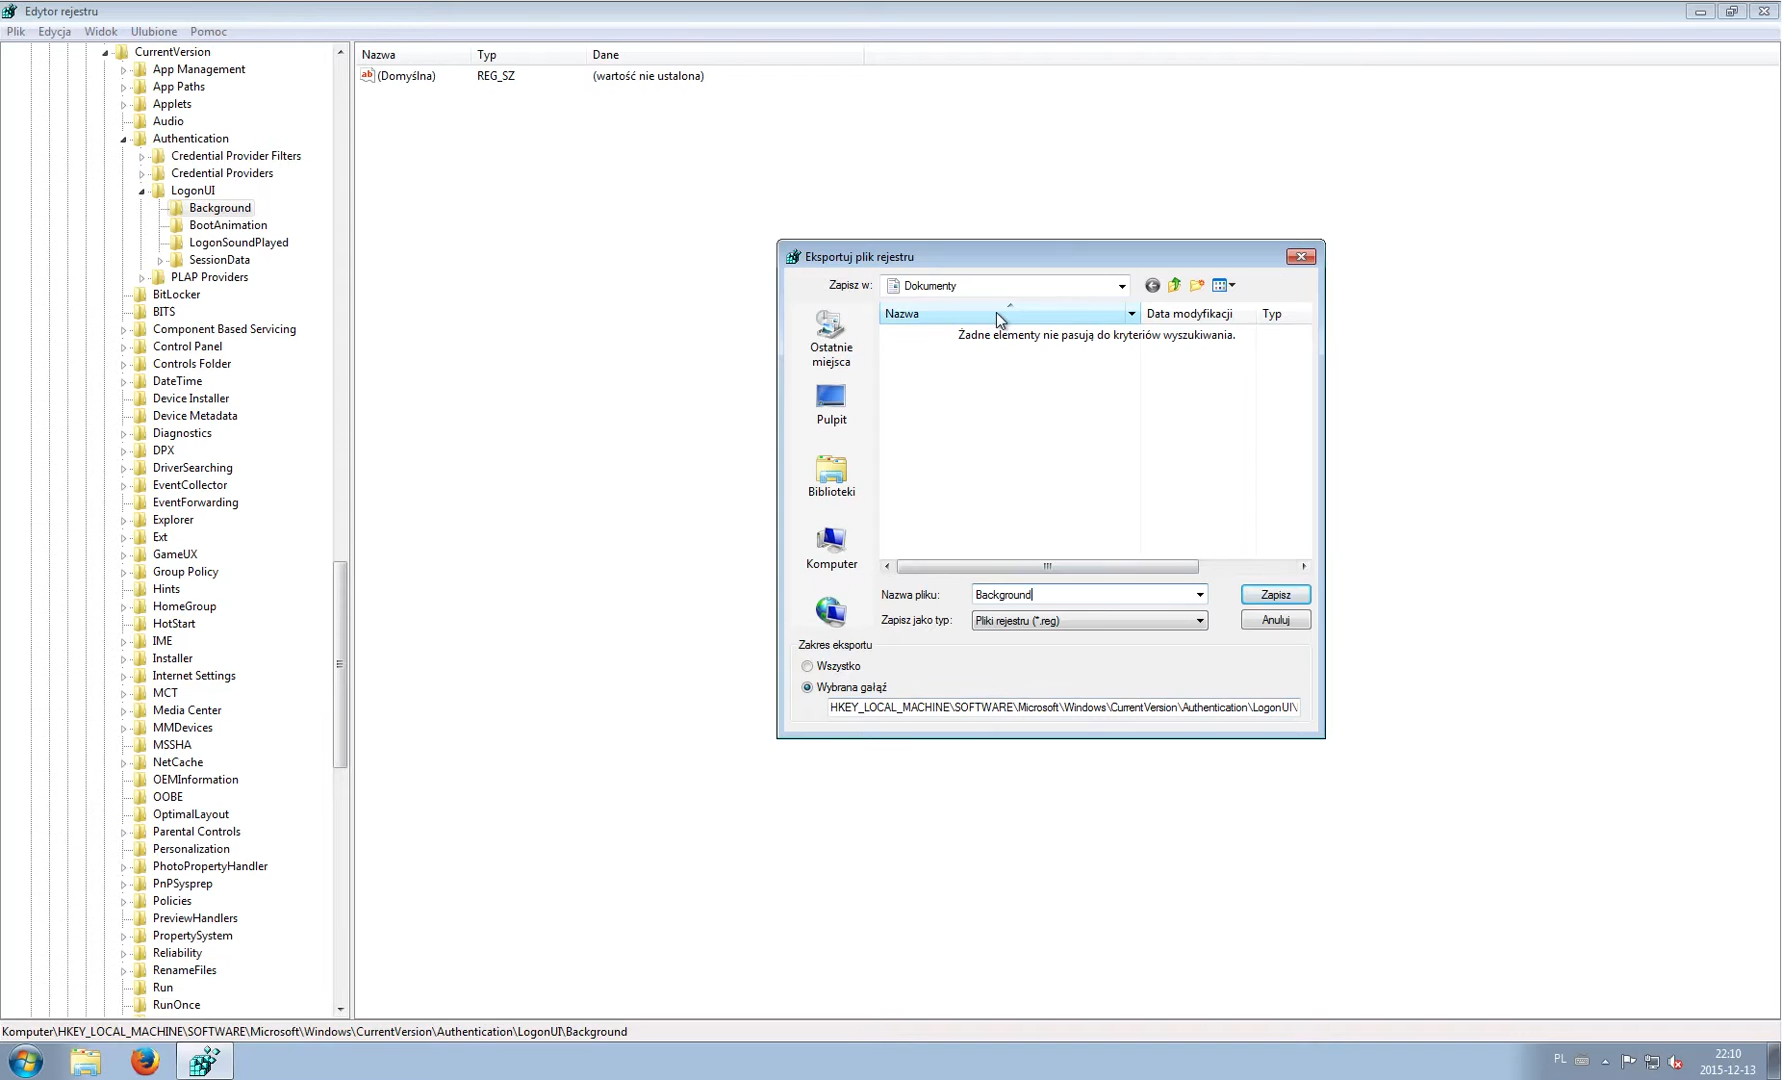 Edytor rejestru
Plik Edycja Widok Ulubione Pomoc
CurrentVersion
App Management
App Paths
Applets
Audio
Authentication
Credential Provider Filters
Credential Providers
LogonUI
Background
BootAnimation
LogonSoundPlayed
SessionData
PLAP Providers
BitLocker
BITS
Component Based Servicing
Control Panel
Controls Folder
DateTime
Device Installer
Device Metadata
Diagnostics
DPX
DriverSearching
EventCollector
EventForwarding
Explorer
Ext
GameUX
Group Policy
Hints
HomeGroup
HotStart
IME
Installer
Internet Settings
MCT
Media Center
MMDevices
MSSHA
NetCache
OEMInformation
OOBE
OptimalLayout
Parental Controls
Personalization
PhotoPropertyHandler
PnPSysprep
Policies
PreviewHandlers
PropertySystem
Reliability
RenameFiles
Run
RunOnce
Nazwa Typ Dane
ab (Domyślna) REG_SZ (wartość nie ustalona)
Eksportuj plik rejestru
Zapisz w: Dokumenty
Nazwa Data modyfikacji Typ
Żadne elementy nie pasują do kryteriów wyszukiwania.
Ostatnie
miejsca
Pulpit
Biblioteki
Komputer
Nazwa pliku: Background Zapisz
Zapisz jako typ: Pliki rejestru (*.reg) Anuluj
Zakres eksportu
Wszystko
Wybrana gałąź
HKEY_LOCAL_MACHINE\SOFTWARE\Microsoft\Windows\CurrentVersion\Authentication\LogonUI\
Komputer\HKEY_LOCAL_MACHINE\SOFTWARE\Microsoft\Windows\CurrentVersion\Authentication\LogonUI\Background
PL 22:10
2015-12-13